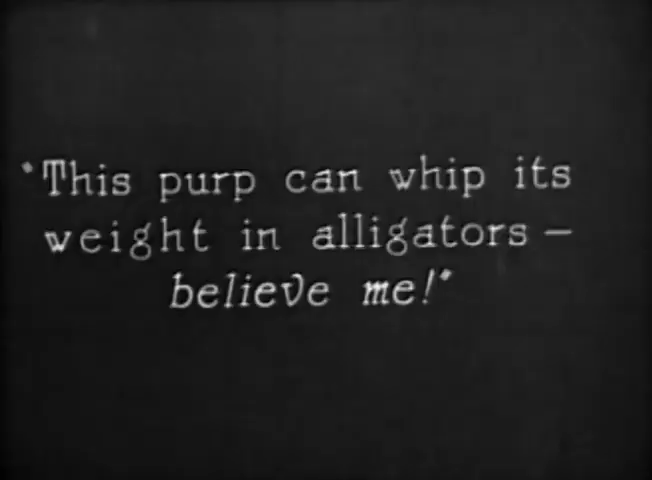 "This purp can whip its
weight in alligators —
believe me!"